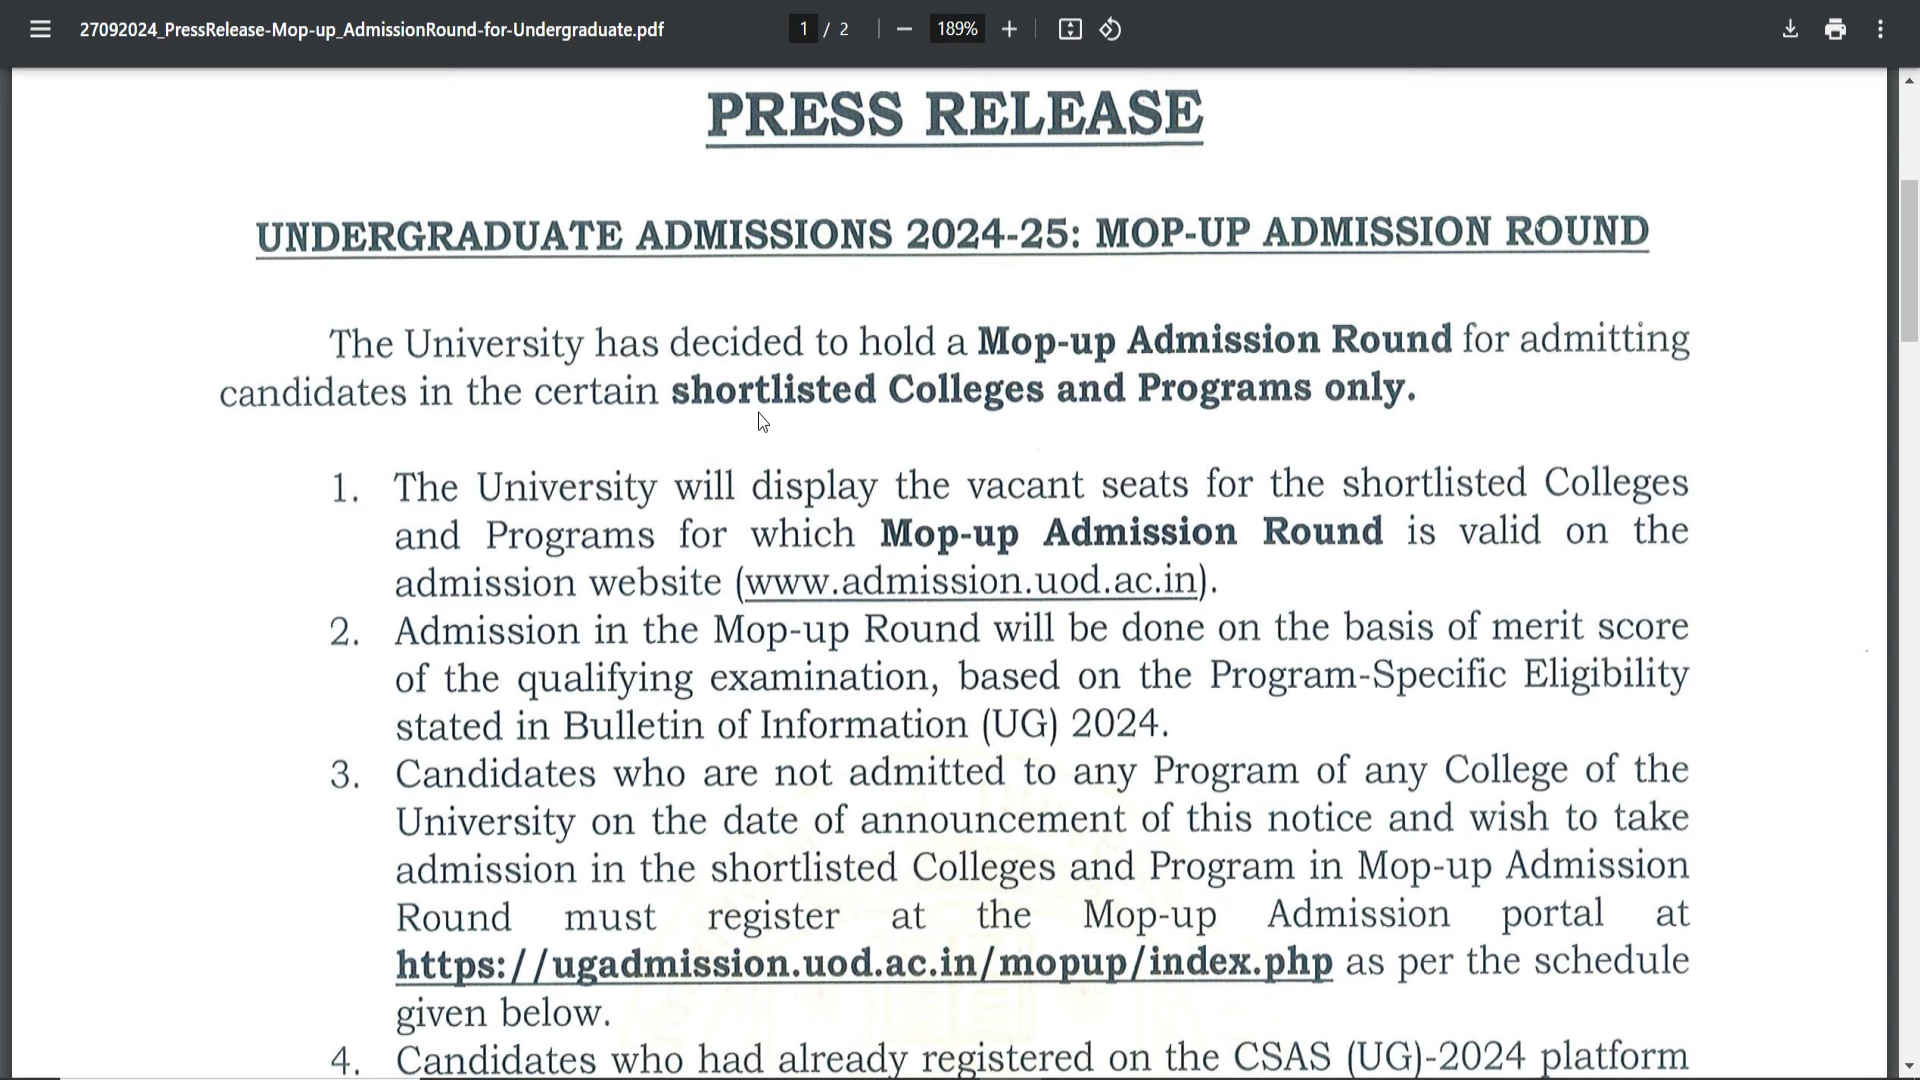 27092024_PressRelease-Mop-up_AdmissionRound-for-Undergraduate.pdf
1 / 2
189%
PRESS RELEASE
UNDERGRADUATE ADMISSIONS 2024-25: MOP-UP ADMISSION ROUND
The University has decided to hold a Mop-up Admission Round for admitting
candidates in the certain shortlisted Colleges and Programs only.
1. The University will display the vacant seats for the shortlisted Colleges
and Programs for which Mop-up Admission Round is valid on the
admission website (www.admission.uod.ac.in).
2. Admission in the Mop-up Round will be done on the basis of merit score
of the qualifying examination, based on the Program-Specific Eligibility
stated in Bulletin of Information (UG) 2024.
3. Candidates who are not admitted to any Program of any College of the
University on the date of announcement of this notice and wish to take
admission in the shortlisted Colleges and Program in Mop-up Admission
Round must register at the Mop-up Admission portal at
https://ugadmission.uod.ac.in/mopup/index.php as per the schedule
given below.
4. Candidates who had already registered on the CSAS (UG)-2024 platform